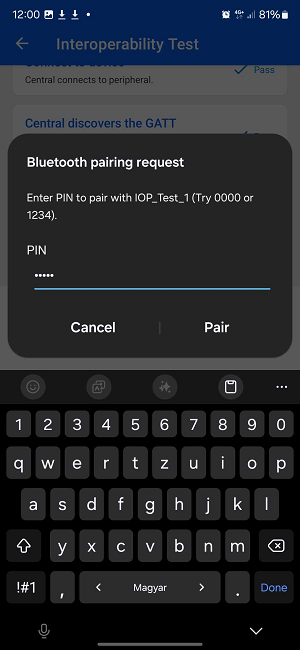 12:00 4G+ 81%
Interoperability Test
Pass
Central connects to peripheral.
Central discovers the GATT
Bluetooth pairing request
Enter PIN to pair with IOP_Test_1 (Try 0000 or
1234).
PIN
•••••
Cancel Pair
1 2 3 4 5 6 7 8 9 0
q w e r t z u i o p
a s d f g h j k l
y x c v b n m
!#1 , < Magyar > . Done